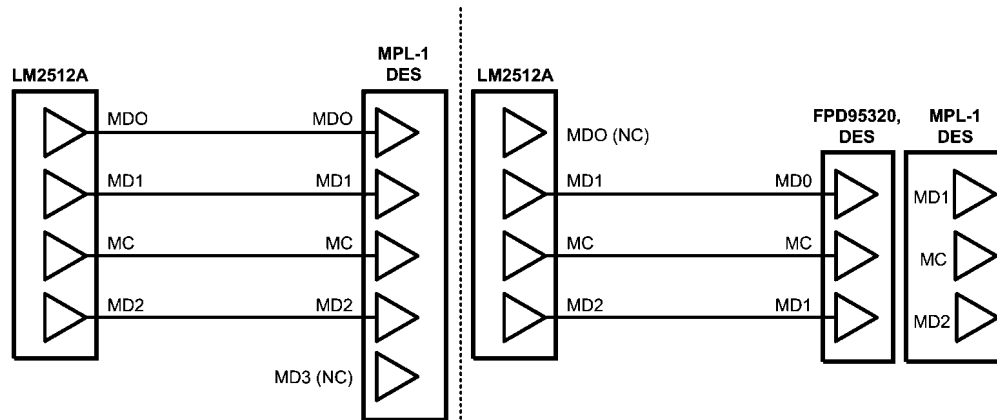 LM2512A
MPL-1
DES
MDO
MDO
MD1
MD1
MC
MC
MD2
MD2
MD3 (NC)
LM2512A
FPD95320,
DES
MPL-1
DES
MDO (NC)
MD1
MD0
MD1
MC
MC
MC
MD2
MD1
MD2